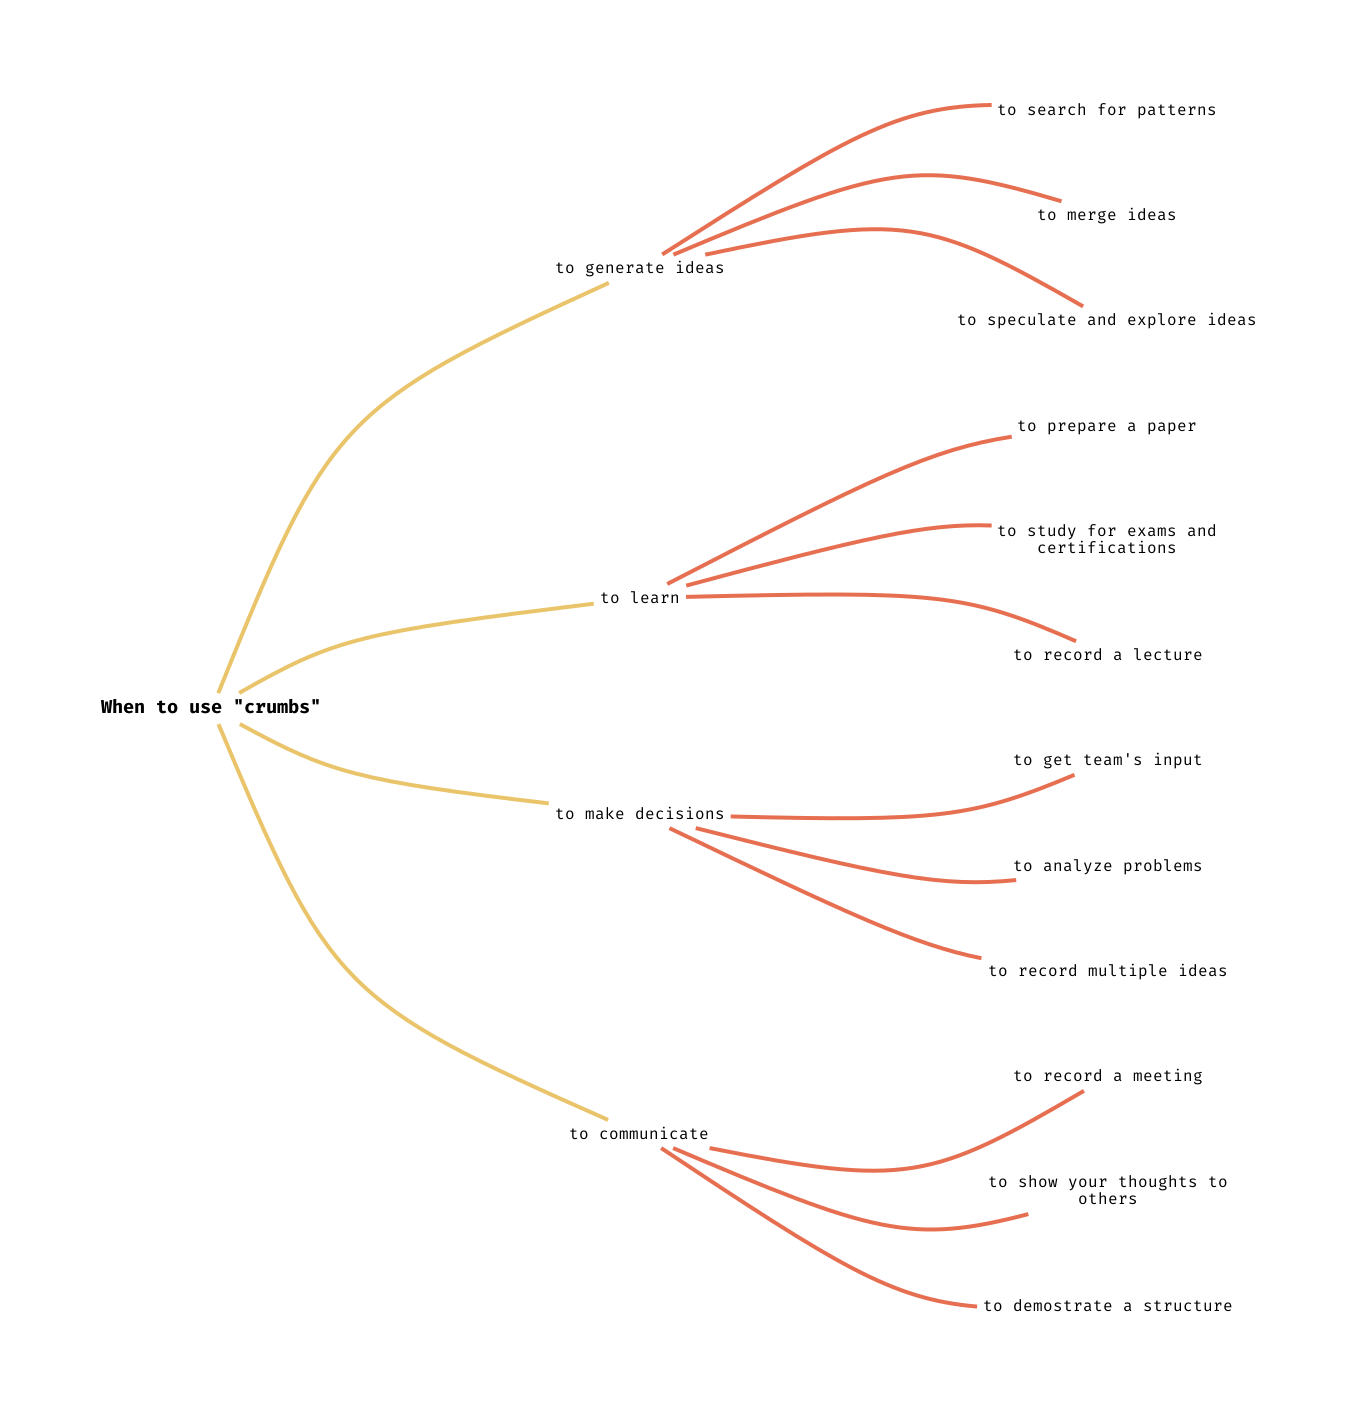 to search for patterns
to merge ideas
to generate ideas
to speculate and explore ideas
to prepare a paper
to study for exams and
certifications
to learn
to record a lecture
When to use "crumbs"
to get team's input
to make decisions
to analyze problems
to record multiple ideas
to record a meeting
to communicate
to show your thoughts to
others
to demostrate a structure